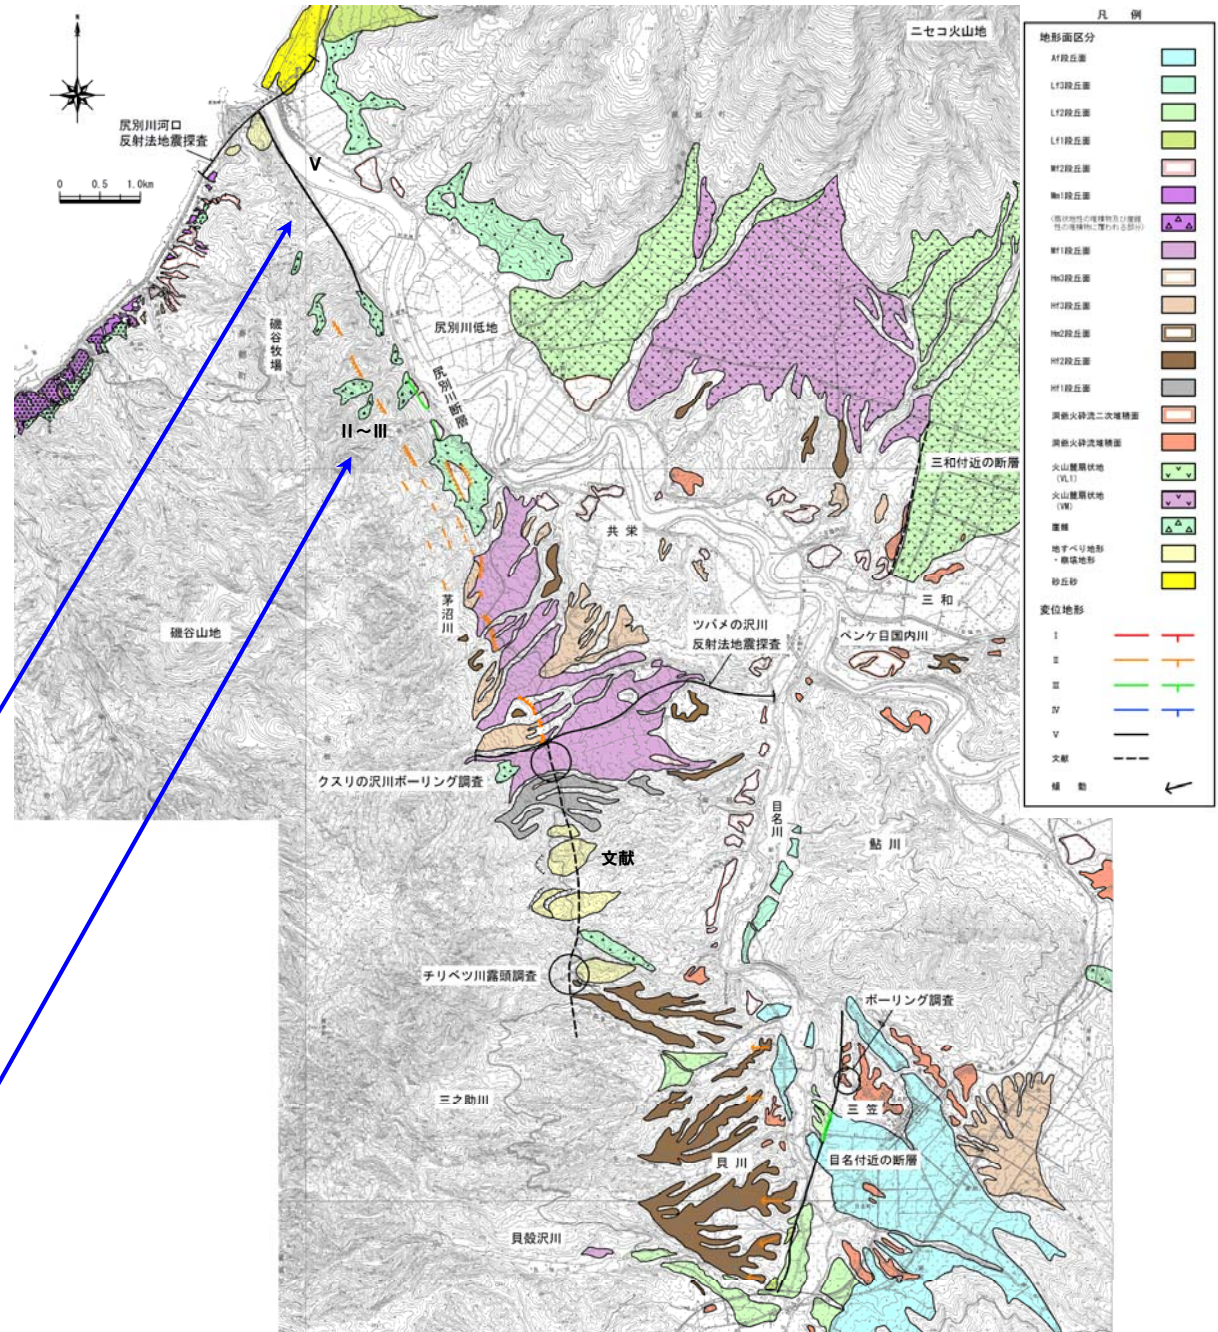 ニセコ火山地
尻別川河口
反射法地震探査
0 0.5 1.0km
V
磯谷牧場
尻別川低地
尻別川断層
II~III
三和付近の断層
共栄
三和
茅沼川
磯谷山地
ツバメの沢川
反射法地震探査
ペンケ目国内川
クスリの沢川ボーリング調査
目名川
鮎川
文献
チリベツ川露頭調査
ボーリング調査
三之助川
三笠
貝川
目名付近の断層
貝殻沢川
凡 例
地形面区分
Af段丘面
Lf3段丘面
Lf2段丘面
Lf1段丘面
Mf2段丘面
Mm1段丘面
Mf1段丘面
Hm3段丘面
Hf3段丘面
Hm2段丘面
Hf2段丘面
Hf1段丘面
洞爺火砕流二次堆積面
洞爺火砕流堆積面
火山麓扇状地
(VL1)
火山麓扇状地
(VM)
崖錐
地すべり地形
・崩壊地形
砂丘砂
変位地形
I
II
III
IV
V
文献
傾動